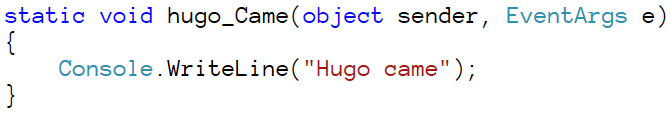 static void hugo_Came(object sender, EventArgs e)
{
    Console.WriteLine("Hugo came");
}